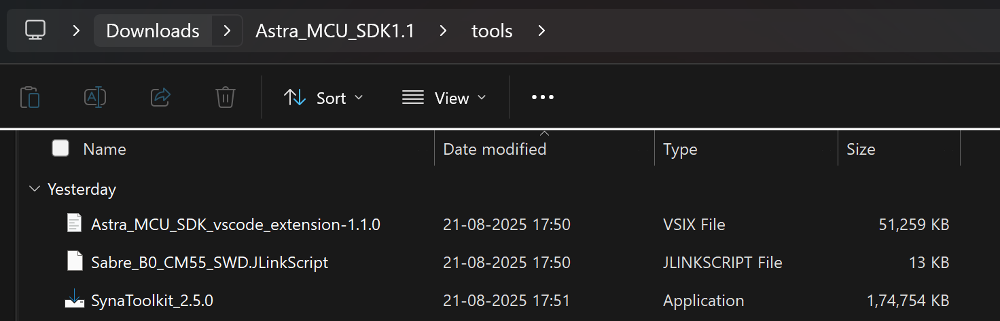 Downloads Astra_MCU_SDK1.1 tools
Sort View
Name Date modified Type Size
Yesterday
Astra_MCU_SDK_vscode_extension-1.1.0 21-08-2025 17:50 VSIX File 51,259 KB
Sabre_B0_CM55_SWD.JLinkScript 21-08-2025 17:50 JLINKSCRIPT File 13 KB
SynaToolkit_2.5.0 21-08-2025 17:51 Application 1,74,754 KB